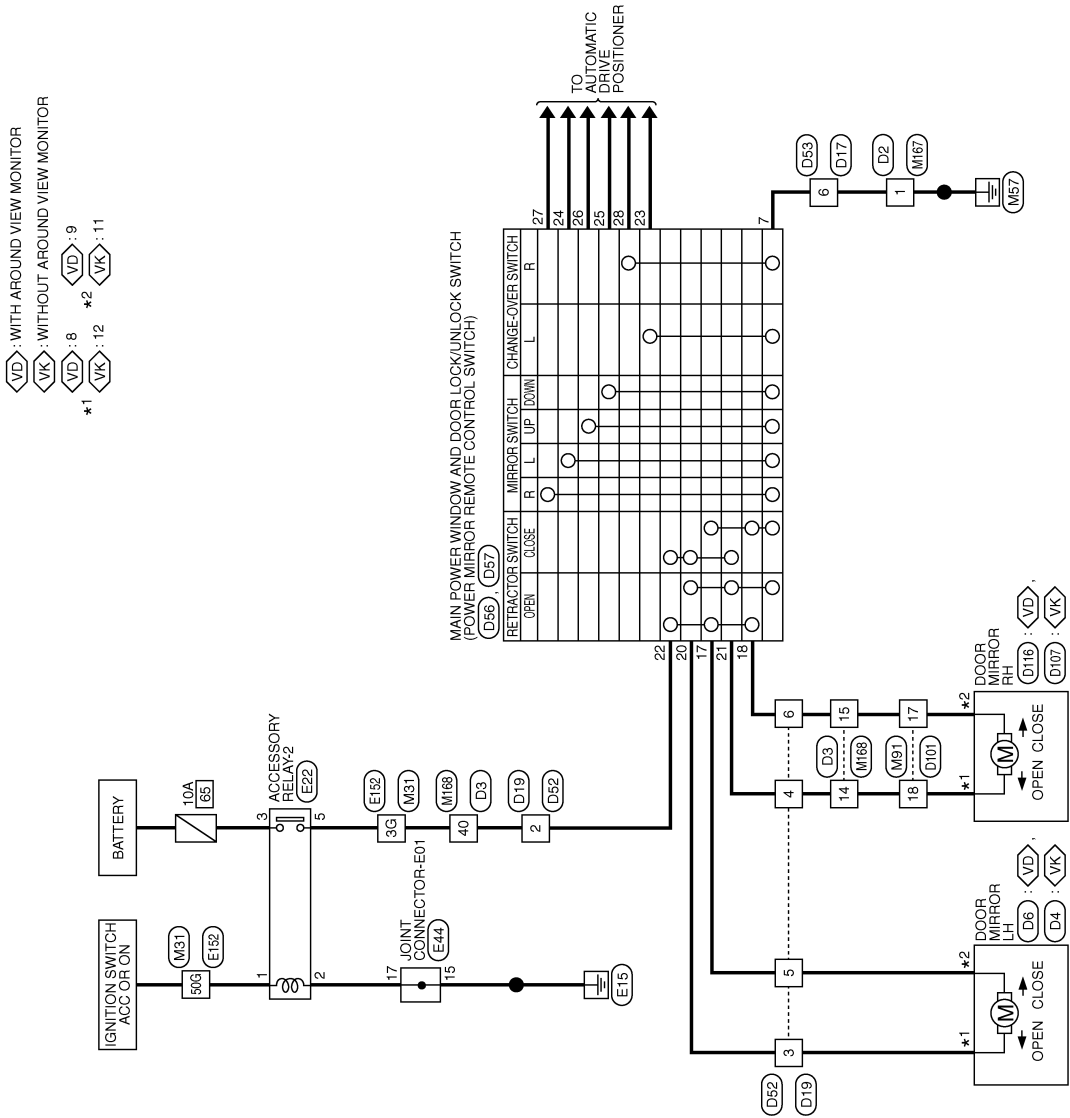 VD : WITH AROUND VIEW MONITOR
VK : WITHOUT AROUND VIEW MONITOR
*1 VD : 8
VK : 12
*2 VD : 9
VK : 11
IGNITION SWITCH
ACC OR ON
BATTERY
M31
50G
E152
10A
65
ACCESSORY
RELAY-2
E22
1
2
3
5
JOINT
CONNECTOR-E01
E44
17
15
E15
E152
3G
M31
M168
40
D3
D19
2
D52
MAIN POWER WINDOW AND DOOR LOCK/UNLOCK SWITCH
(POWER MIRROR REMOTE CONTROL SWITCH)
D56 , D57
RETRACTOR SWITCH
OPEN
CLOSE
MIRROR SWITCH
R
L
UP
DOWN
CHANGE-OVER SWITCH
L
R
27
24
26
25
28
23
7
TO
AUTOMATIC
DRIVE
POSITIONER
22
20
17
21
18
D53
6
D17
D2
1
M167
M57
D52
D19
3
5
4
6
D3
M168
14
15
M91
D101
18
17
*1
*2
DOOR
MIRROR
LH
D6 : VD ,
D4 : VK
M
OPEN CLOSE
*1
*2
DOOR
MIRROR
RH
D116 : VD ,
D107 : VK
M
OPEN CLOSE